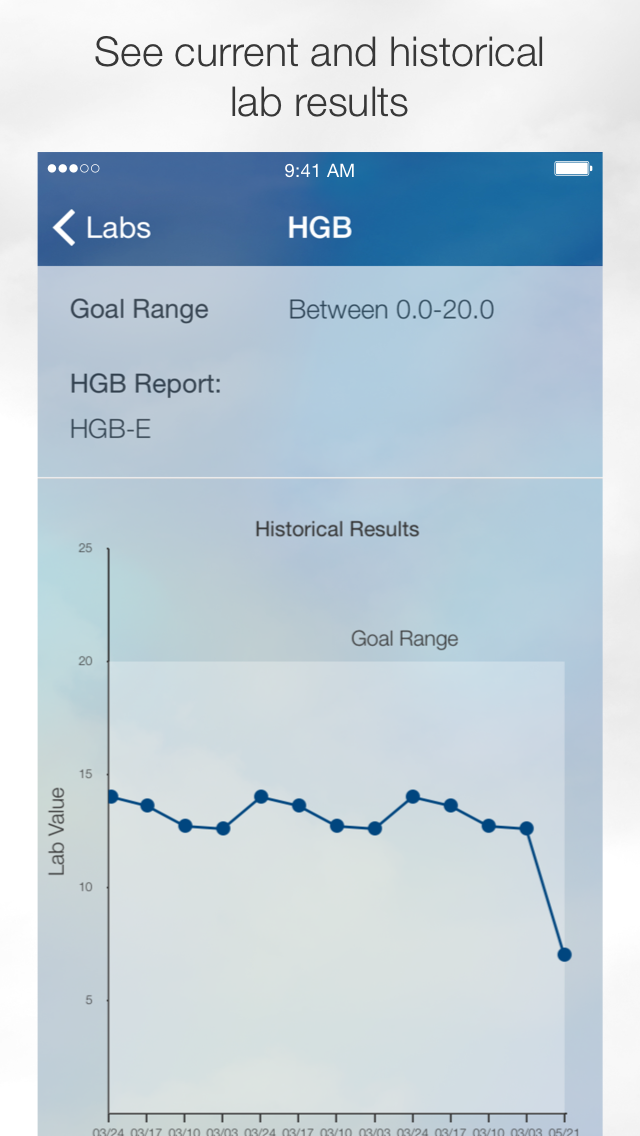 See current and historical
lab results
9:41 AM
Labs
HGB
Goal Range
Between 0.0-20.0
HGB Report:
HGB-E
Historical Results
25
Goal Range
20
15
Lab Value
10
5
03/24 03/17 03/10 03/03 03/24 03/17 03/10 03/03 03/24 03/17 03/10 03/03 05/21